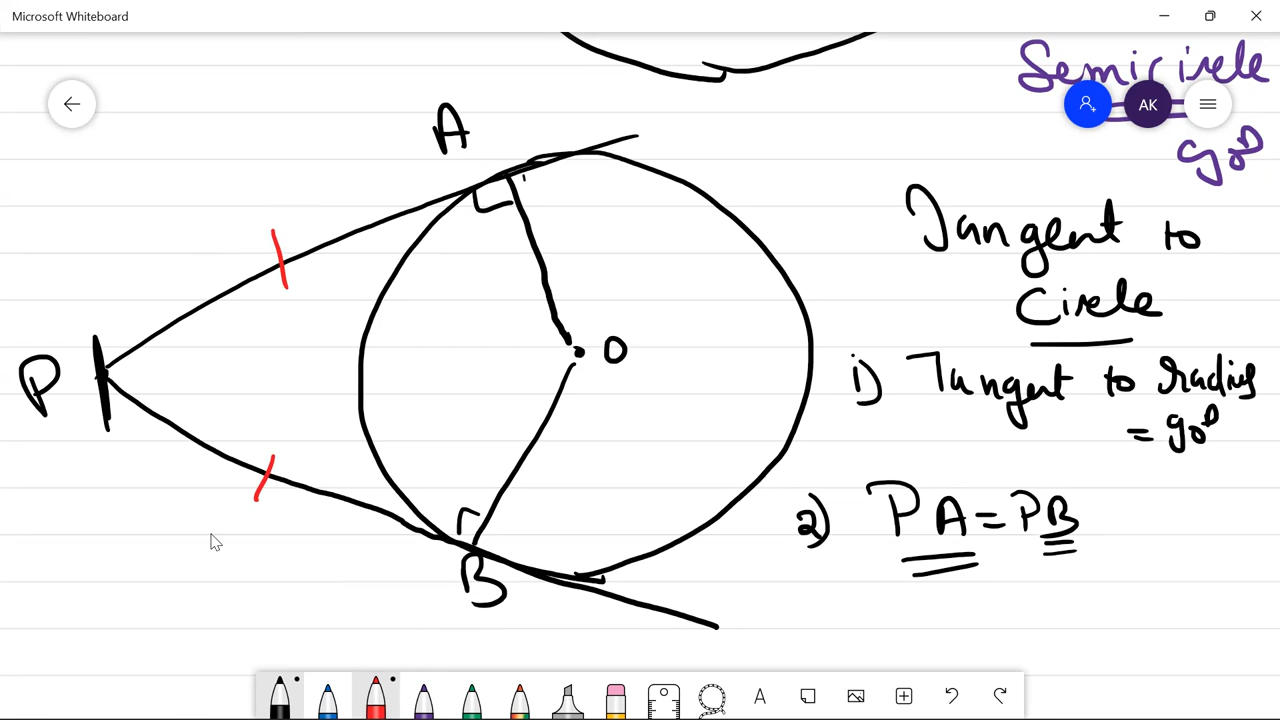 Microsoft Whiteboard
Semicircle
90°
AK
A
Tangent to
Circle
P
O
1) Tangent to radius
= 90°
2) PA = PB
B
A